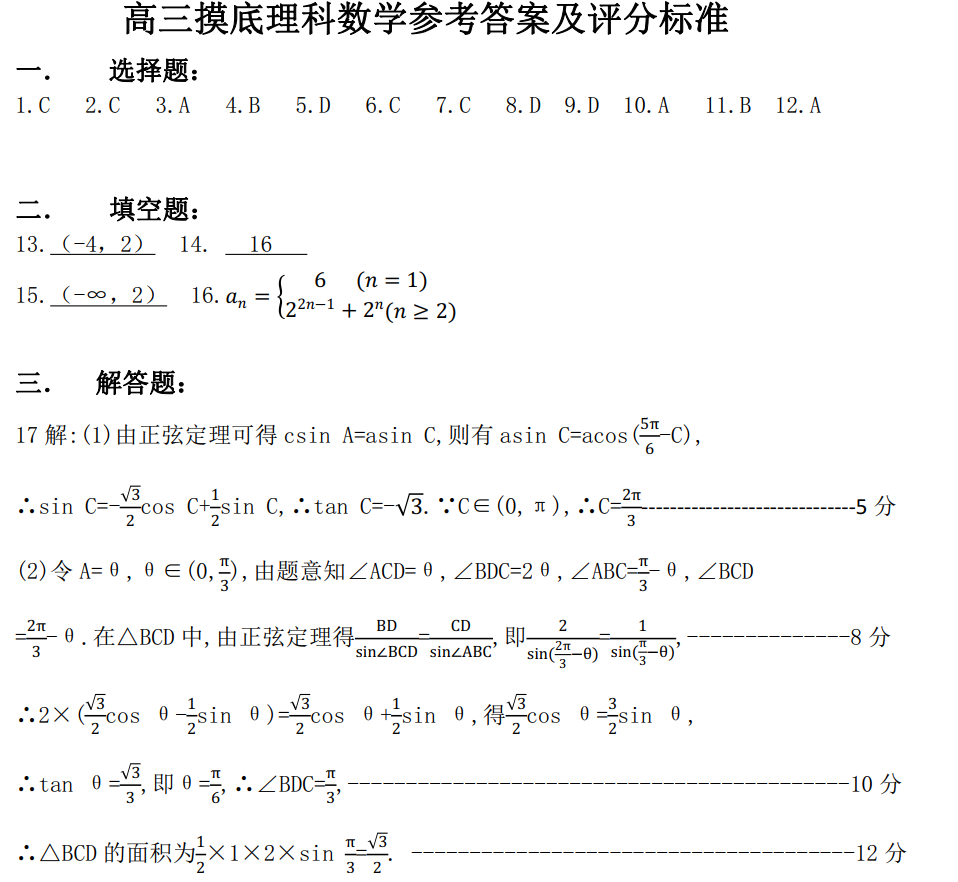 高三摸底理科数学参考答案及评分标准
一． 选择题：
1.C 2.C 3.A 4.B 5.D 6.C 7.C 8.D 9.D 10.A 11.B 12.A
二． 填空题：
13.（-4，2） 14. 16
15.（-∞，2） 16. aₙ = { 6 (n = 1)
2²ⁿ⁻¹ + 2ⁿ(n ≥ 2)
三． 解答题：
17 解:(1)由正弦定理可得 csin A=asin C,则有 asin C=acos(5π/6-C),
∴sin C=-√3/2cos C+1/2sin C,∴tan C=-√3.∵C∈(0,π),∴C=2π/3------------------------------5 分
(2)令 A=θ,θ∈(0,π/3),由题意知∠ACD=θ,∠BDC=2θ,∠ABC=π/3-θ,∠BCD
=2π/3-θ.在△BCD 中,由正弦定理得BD/sin∠BCD=CD/sin∠ABC,即2/sin(2π/3−θ)=1/sin(π/3−θ),--------------8 分
∴2×(√3/2cos θ-1/2sin θ)=√3/2cos θ+1/2sin θ,得√3/2cos θ=3/2sin θ,
∴tan θ=√3/3,即θ=π/6,∴∠BDC=π/3,-------------------------------------------10 分
∴△BCD 的面积为1/2×1×2×sin π/3=√3/2. --------------------------------------12 分